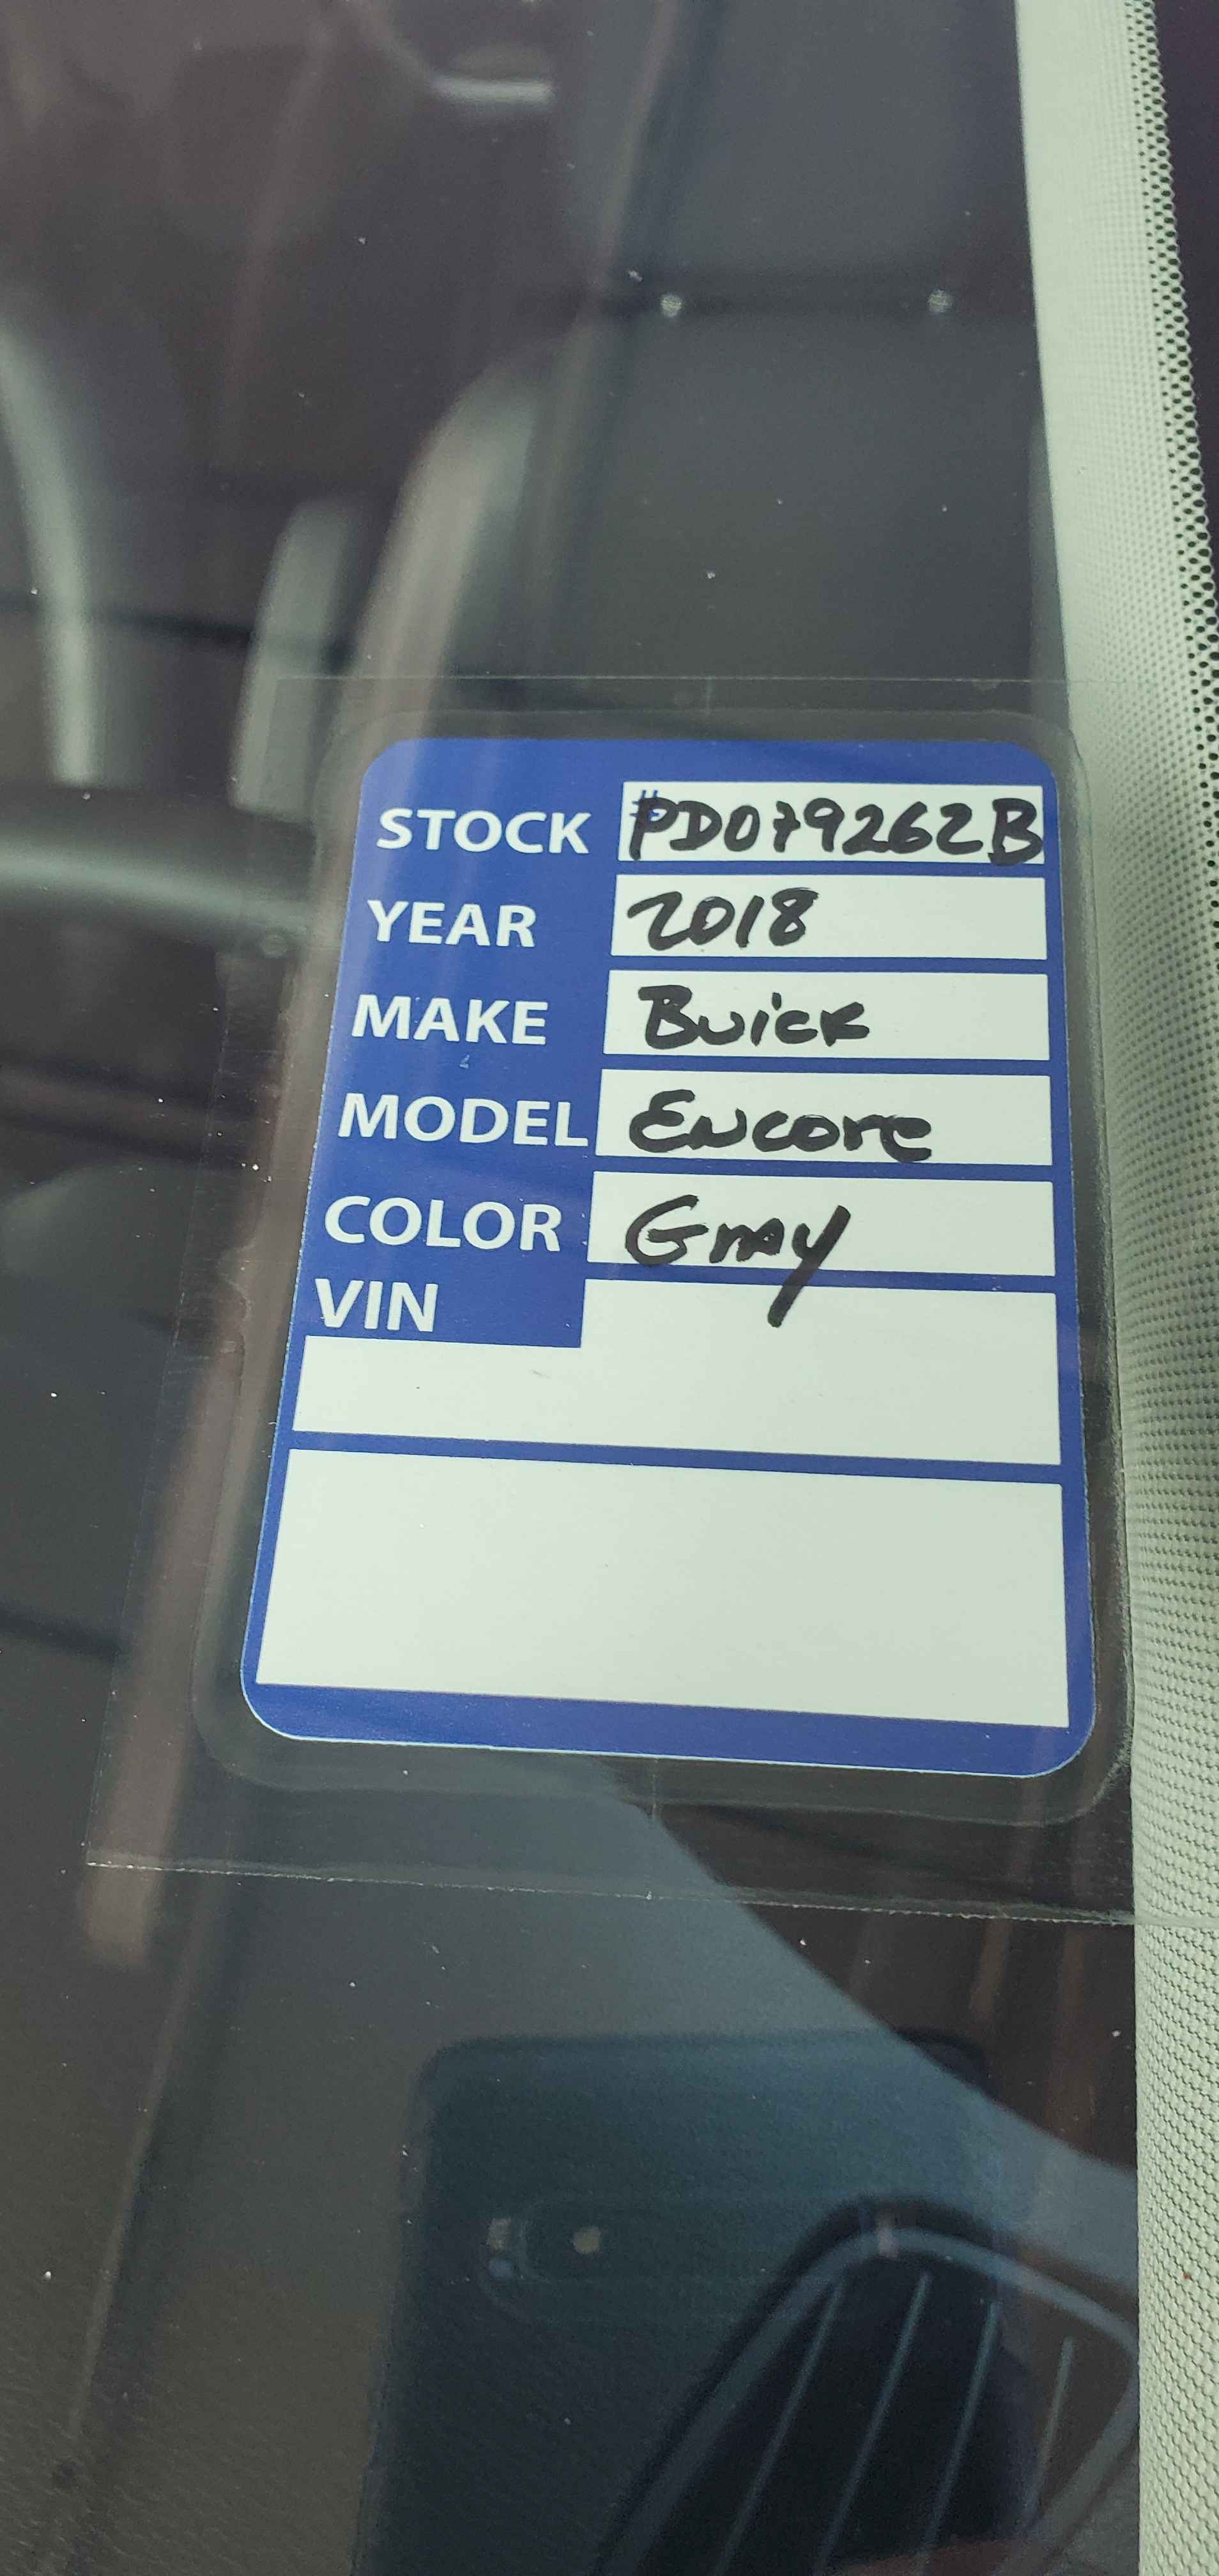 STOCK #PD079262B
YEAR 2018
MAKE Buick
MODEL Encore
COLOR Gray
VIN